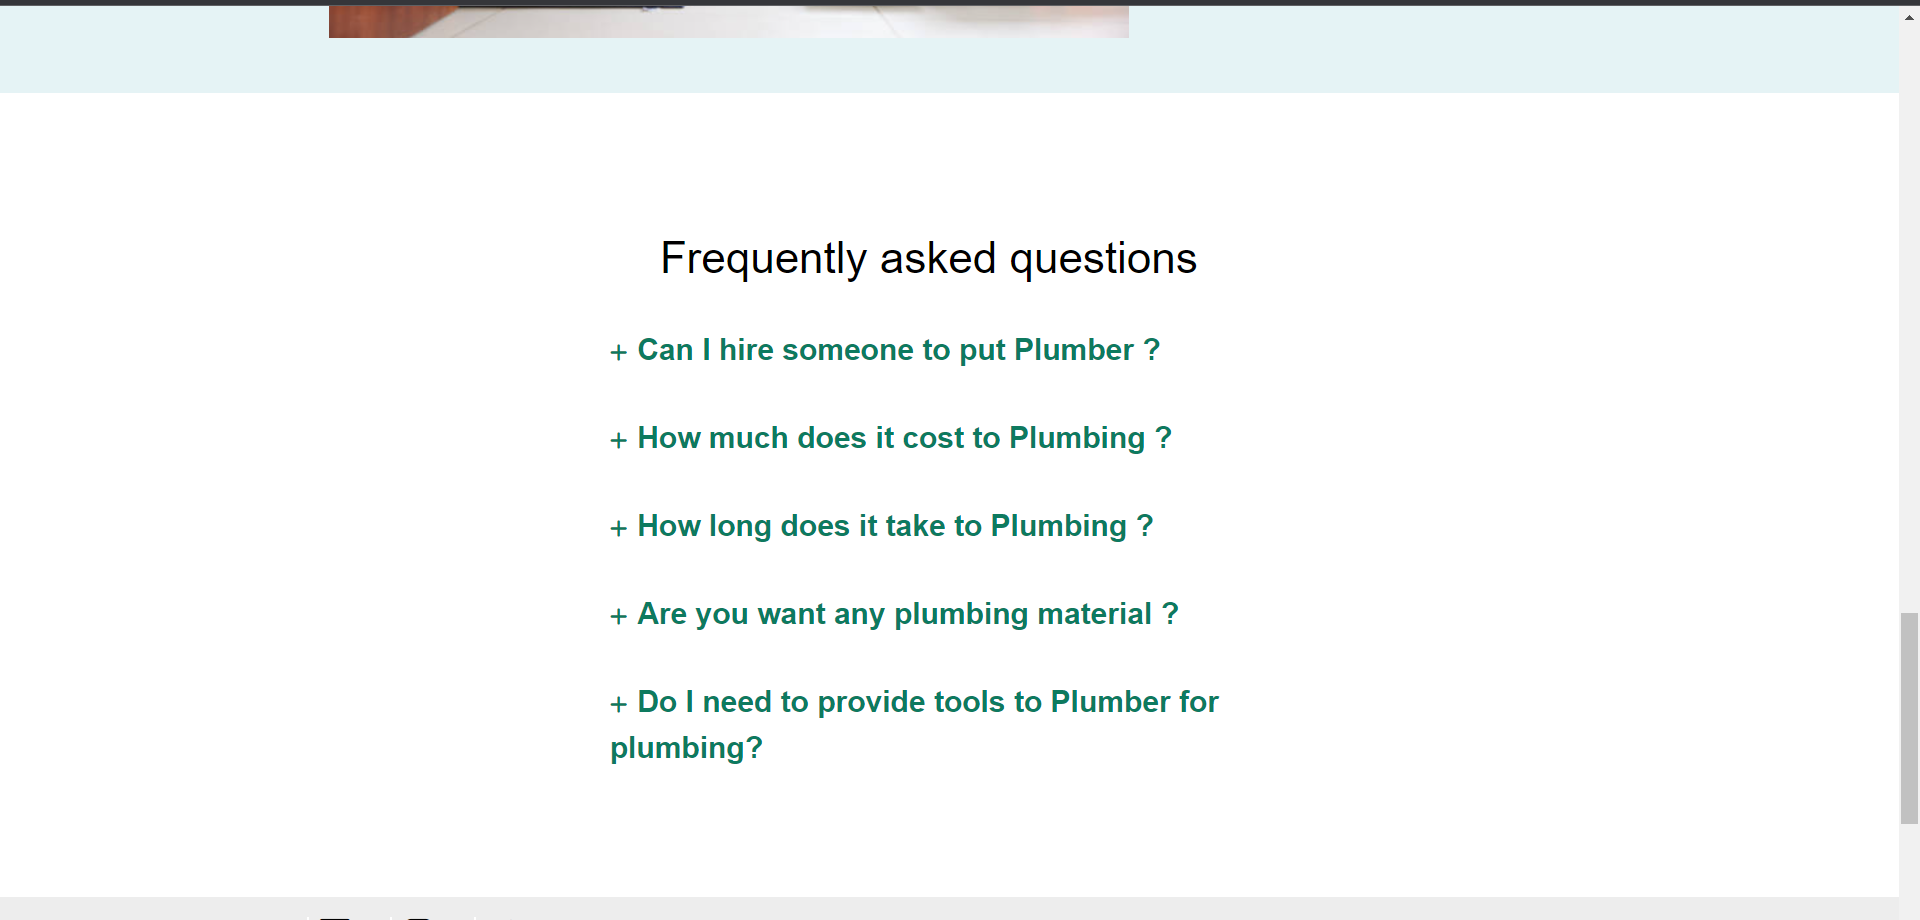 Frequently asked questions
+ Can I hire someone to put Plumber ?
+ How much does it cost to Plumbing ?
+ How long does it take to Plumbing ?
+ Are you want any plumbing material ?
+ Do I need to provide tools to Plumber for
plumbing?